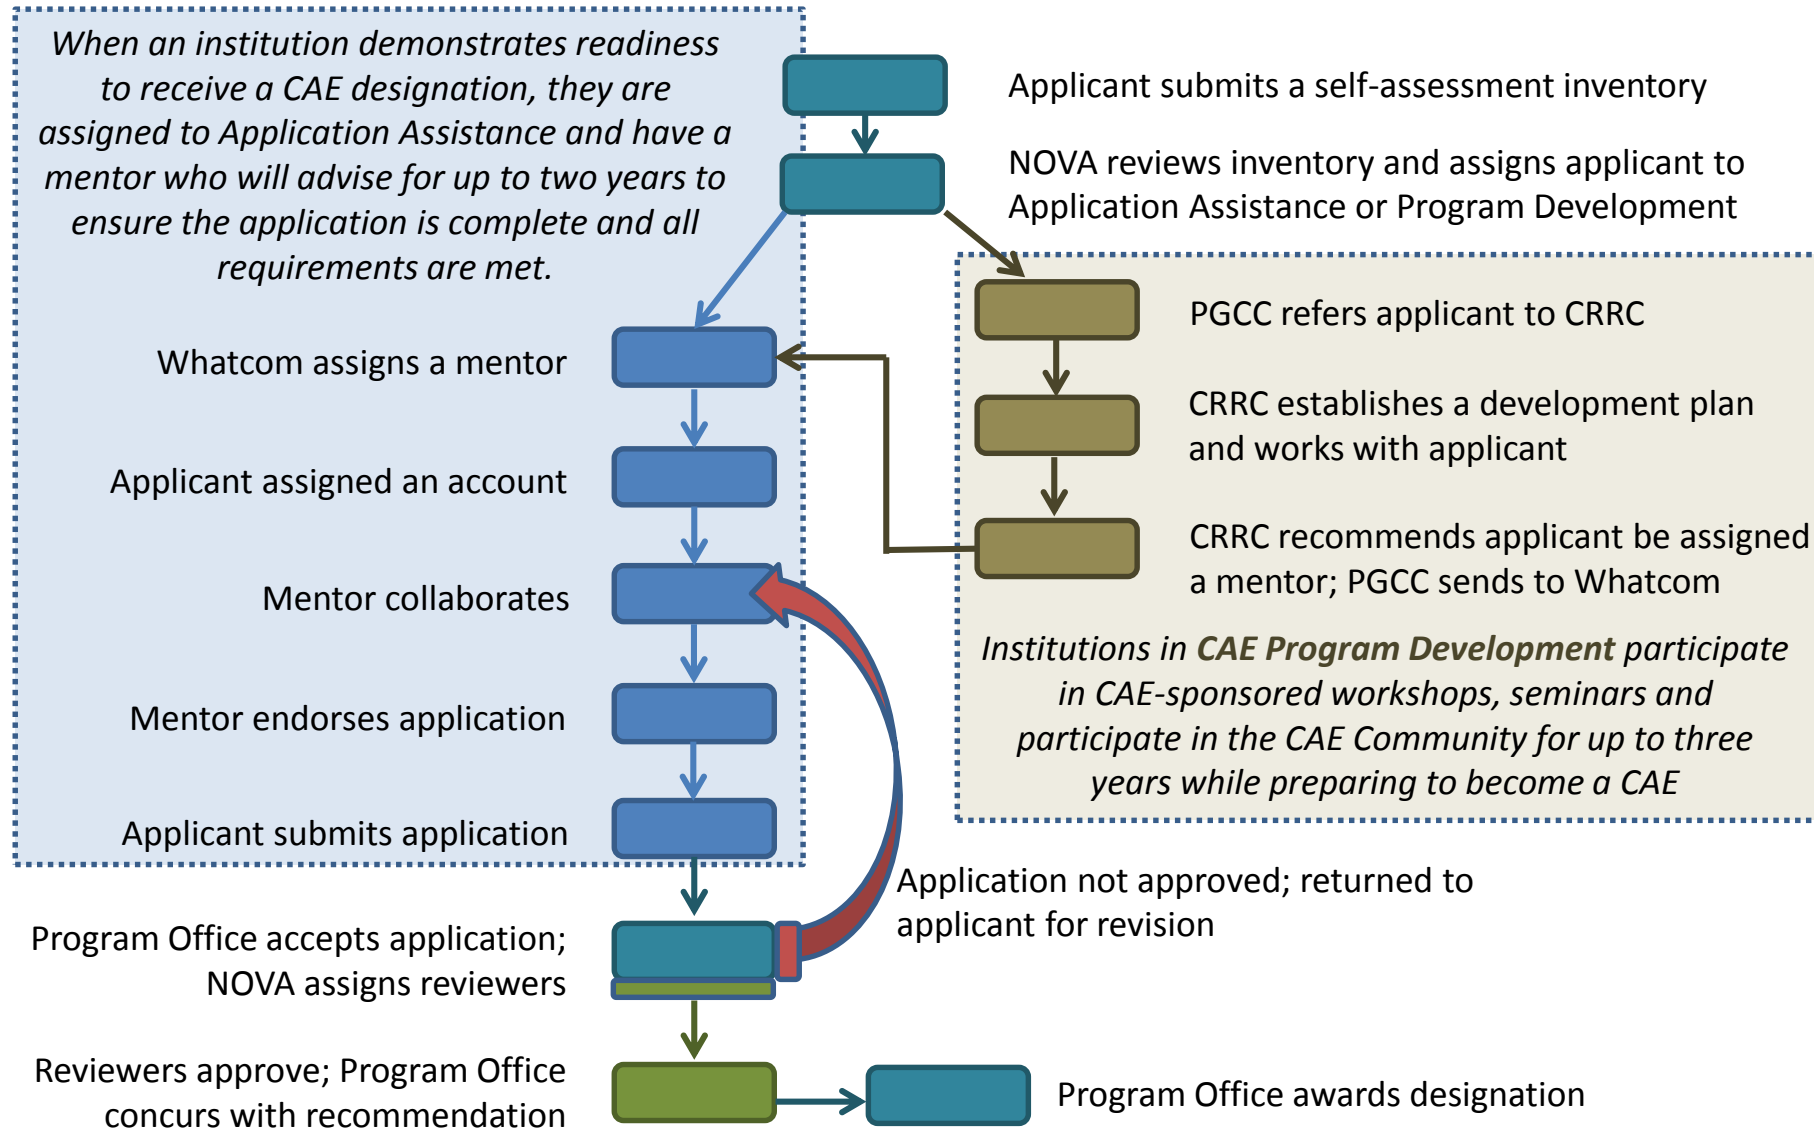 When an institution demonstrates readiness
to receive a CAE designation, they are
assigned to Application Assistance and have a
mentor who will advise for up to two years to
ensure the application is complete and all
requirements are met.
Applicant submits a self-assessment inventory
NOVA reviews inventory and assigns applicant to
Application Assistance or Program Development
PGCC refers applicant to CRRC
CRRC establishes a development plan
and works with applicant
CRRC recommends applicant be assigned
a mentor; PGCC sends to Whatcom
Institutions in CAE Program Development participate
in CAE-sponsored workshops, seminars and
participate in the CAE Community for up to three
years while preparing to become a CAE
Whatcom assigns a mentor
Applicant assigned an account
Mentor collaborates
Mentor endorses application
Applicant submits application
Application not approved; returned to
applicant for revision
Program Office accepts application;
NOVA assigns reviewers
Reviewers approve; Program Office
concurs with recommendation
Program Office awards designation